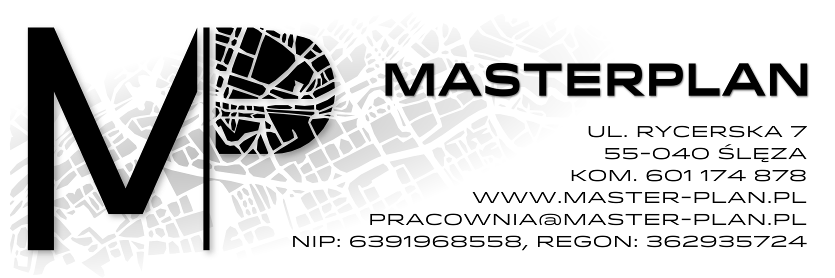 MP
MASTERPLAN
UL. RYCERSKA 7
55-040 ŚLĘZA
KOM. 601 174 878
WWW.MASTER-PLAN.PL
PRACOWNIA@MASTER-PLAN.PL
NIP: 6391968558, REGON: 362935724